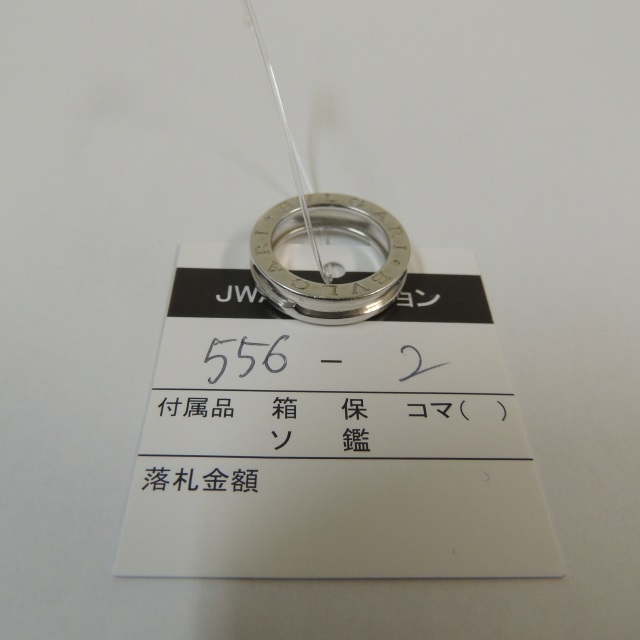 BVLGARI BVLGARI
JWA ョン
556 - 2
付属品 箱 保 コマ( )
ソ 鑑
落札金額